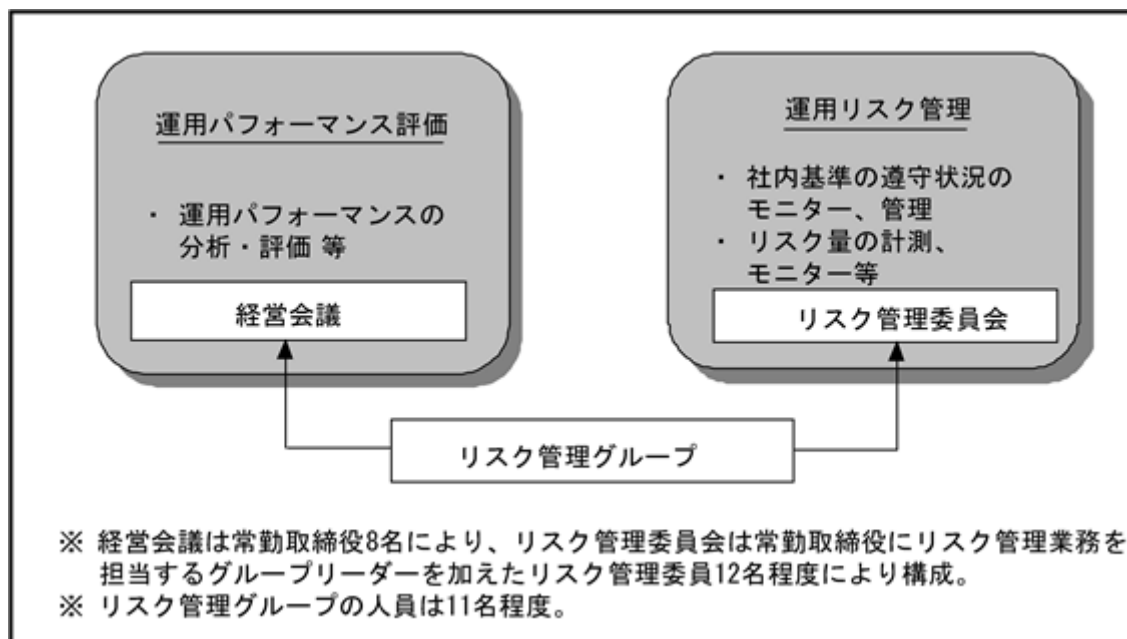 運用パフォーマンス評価
・ 運用パフォーマンスの
分析・評価 等
経営会議
運用リスク管理
・ 社内基準の遵守状況の
モニター、管理
・ リスク量の計測、
モニター等
リスク管理委員会
リスク管理グループ
※ 経営会議は常勤取締役8名により、リスク管理委員会は常勤取締役にリスク管理業務を
担当するグループリーダーを加えたリスク管理委員12名程度により構成。
※ リスク管理グループの人員は11名程度。